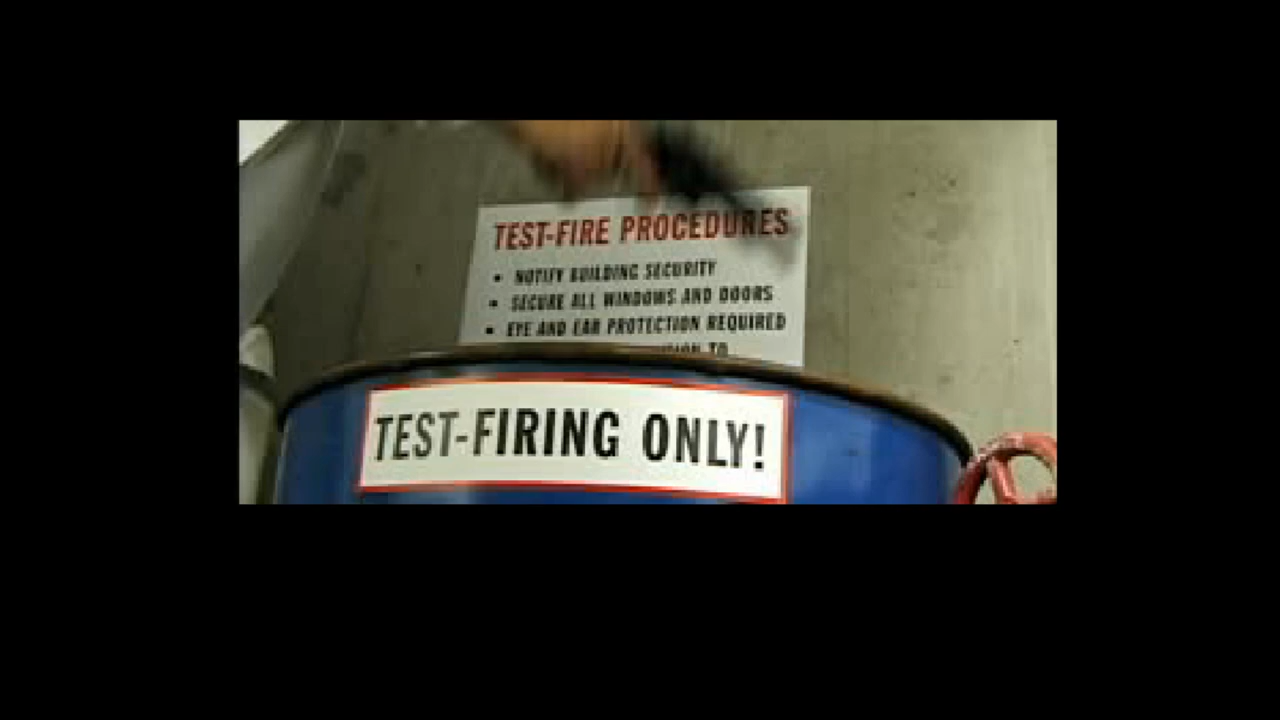 TEST-FIRE PROCEDURES
• NOTIFY BUILDING SECURITY
• SECURE ALL WINDOWS AND DOORS
• EYE AND EAR PROTECTION REQUIRED
TO
TEST-FIRING ONLY!